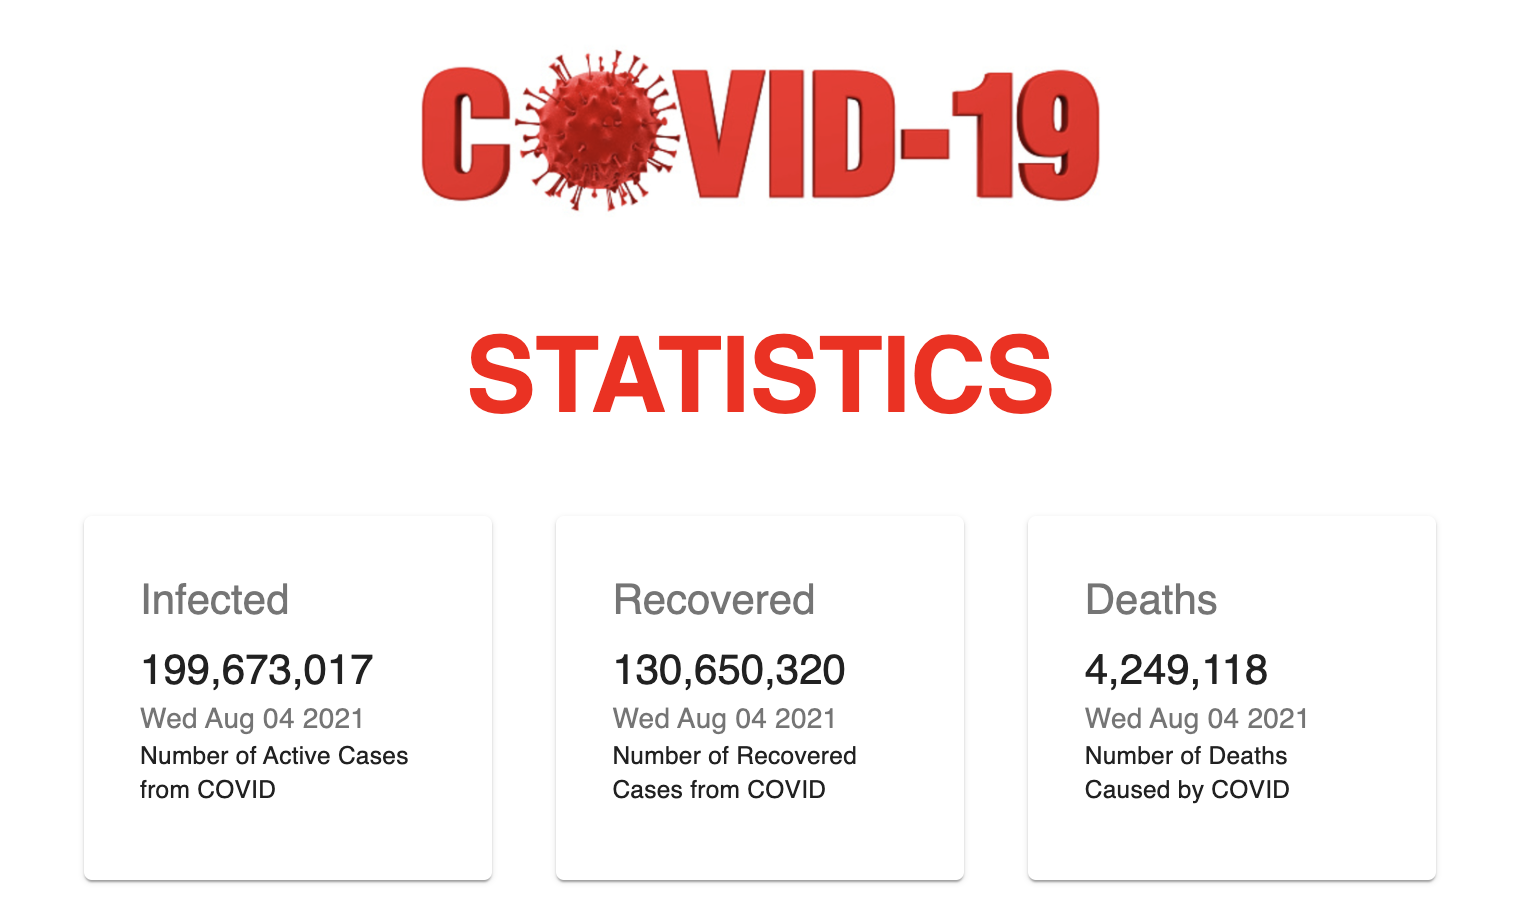 COVID-19
STATISTICS
Infected
199,673,017
Wed Aug 04 2021
Number of Active Cases
from COVID
Recovered
130,650,320
Wed Aug 04 2021
Number of Recovered
Cases from COVID
Deaths
4,249,118
Wed Aug 04 2021
Number of Deaths
Caused by COVID